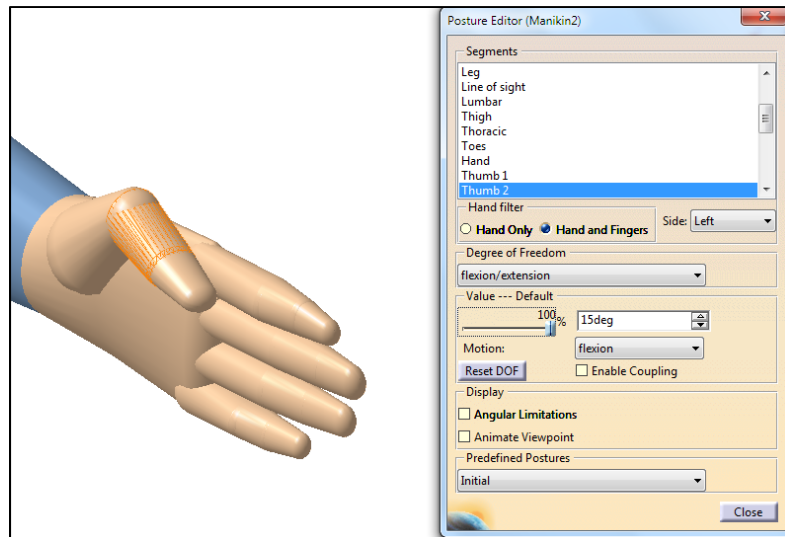 Posture Editor (Manikin2)
Segments
Leg
Line of sight
Lumbar
Thigh
Thoracic
Toes
Hand
Thumb 1
Thumb 2
Hand filter
Hand Only Hand and Fingers Side: Left
Degree of Freedom
flexion/extension
Value --- Default
100 % 15deg
Motion: flexion
Reset DOF Enable Coupling
Display
Angular Limitations
Animate Viewpoint
Predefined Postures
Initial
Close